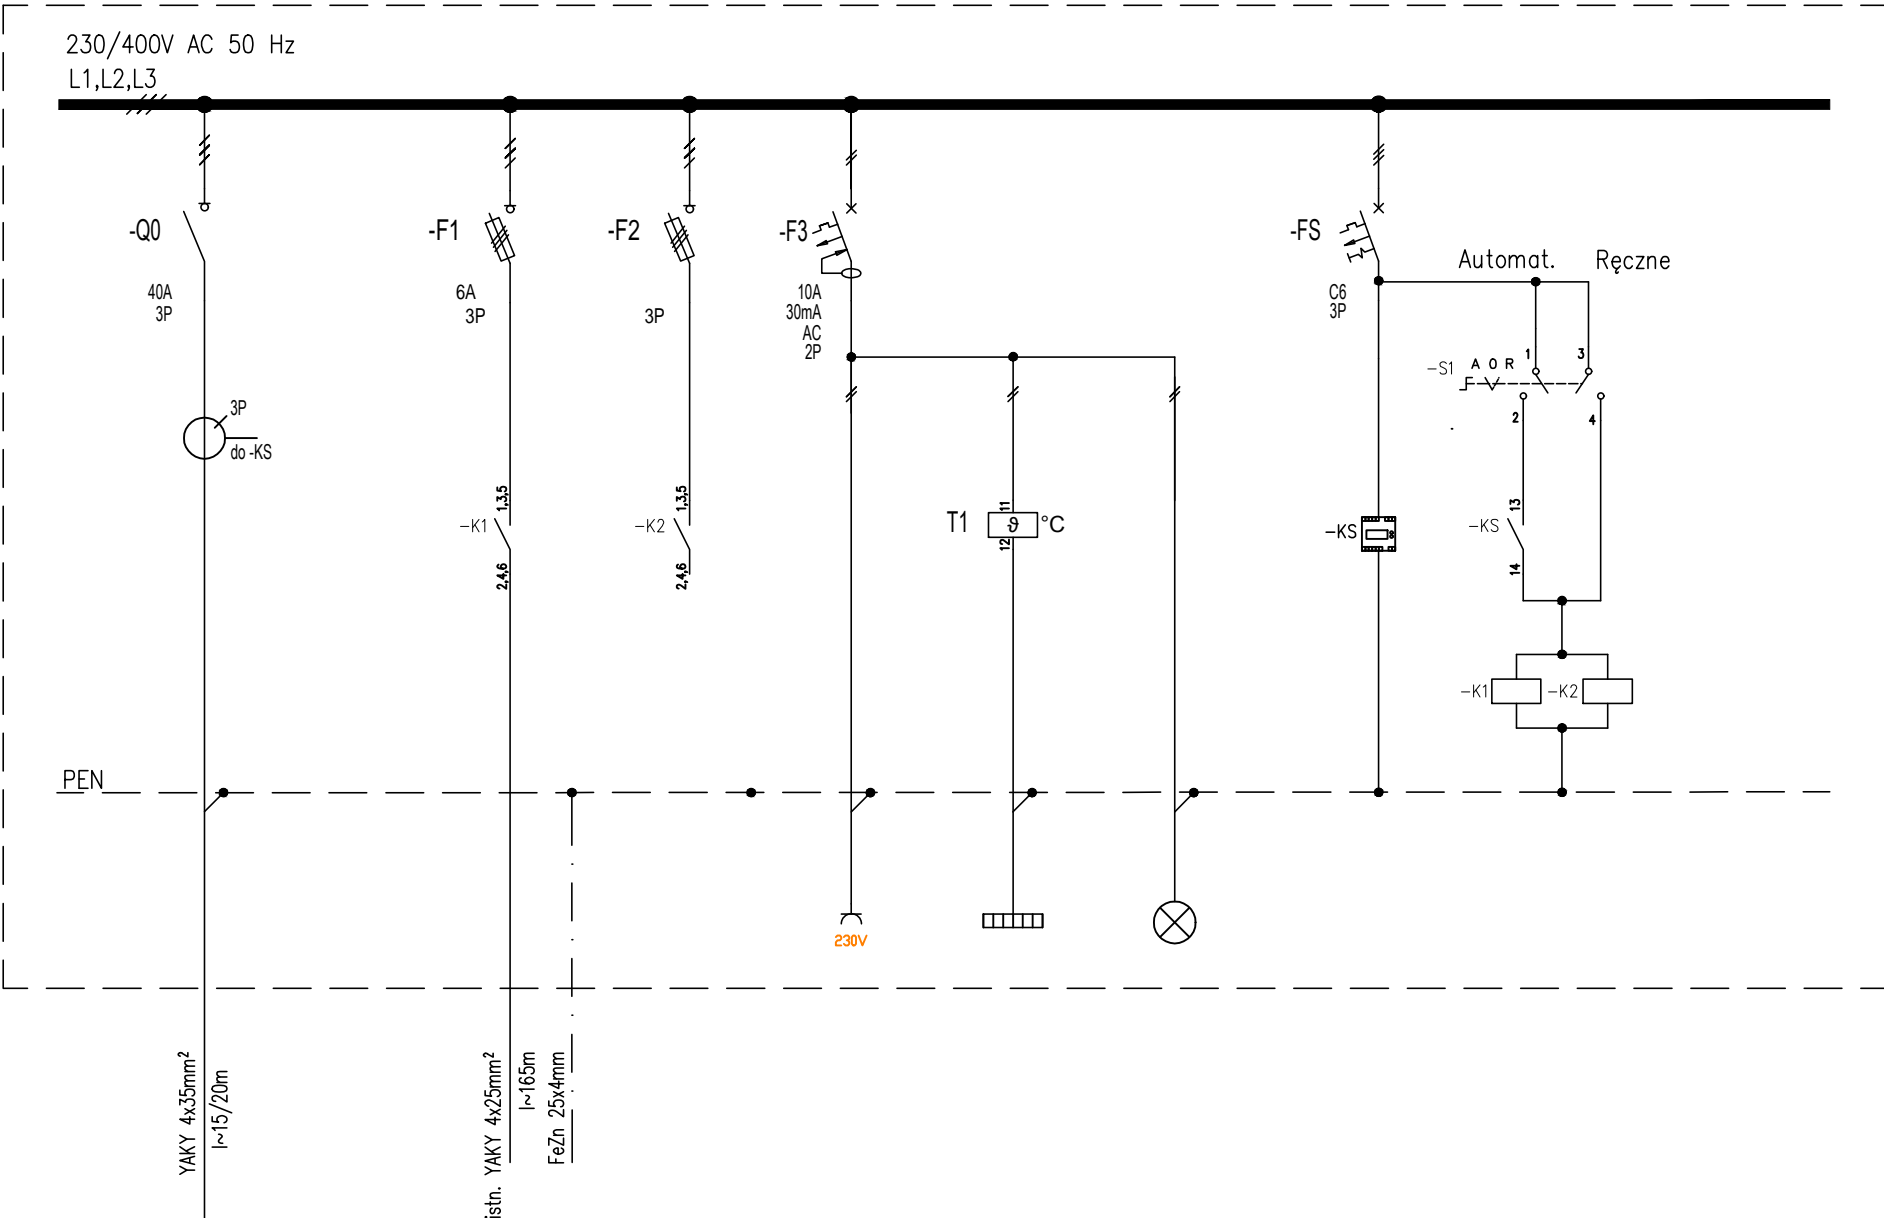 230/400V AC 50 Hz
L1,L2,L3
-Q0
40A
3P
3P
do -KS
-F1
6A
3P
-F2
3P
-F3
10A
30mA
AC
2P
-FS
C6
3P
Automat.
Ręczne
-S1
A O R
1
3
2
4
-K1
1,3,5
2,4,6
-K2
1,3,5
2,4,6
T1
11
ϑ
°C
12
-KS
-KS
13
14
-K1
-K2
PEN
230V
YAKY 4x35mm²
l~15/20m
istn. YAKY 4x25mm²
l~165m
FeZn 25x4mm